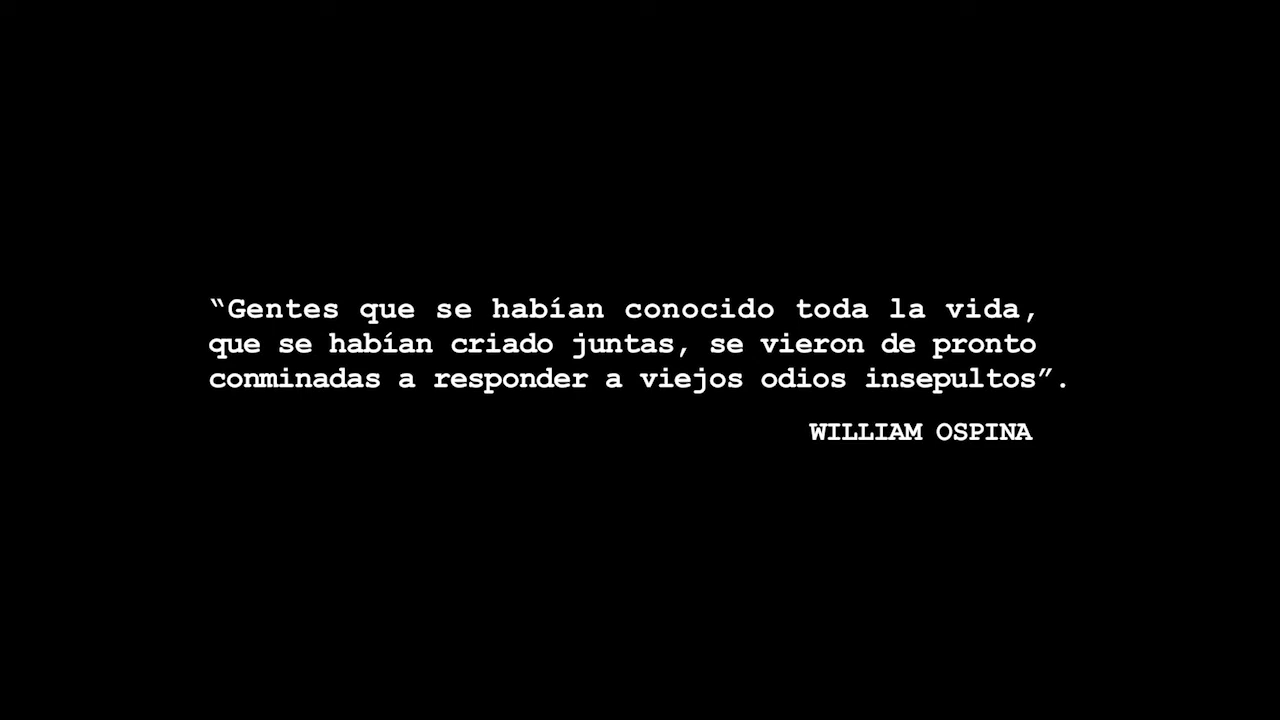 “Gentes que se habían conocido toda la vida,
que se habían criado juntas, se vieron de pronto
conminadas a responder a viejos odios insepultos”.
WILLIAM OSPINA